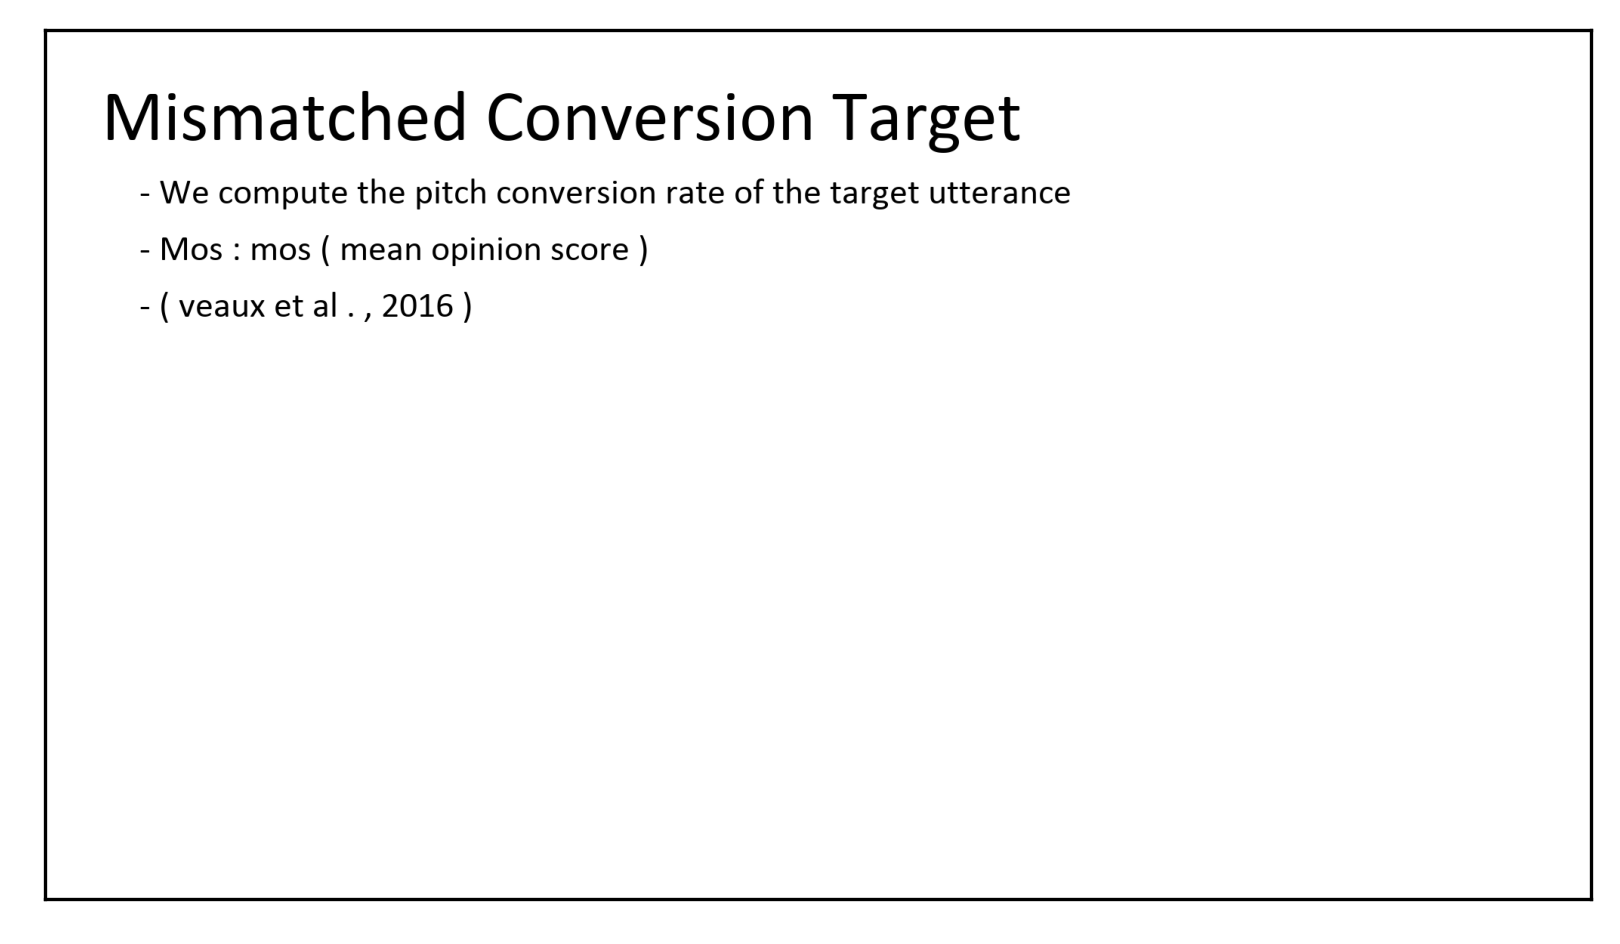 Mismatched Conversion Target
- We compute the pitch conversion rate of the target utterance
- Mos : mos ( mean opinion score )
- ( veaux et al . , 2016 )